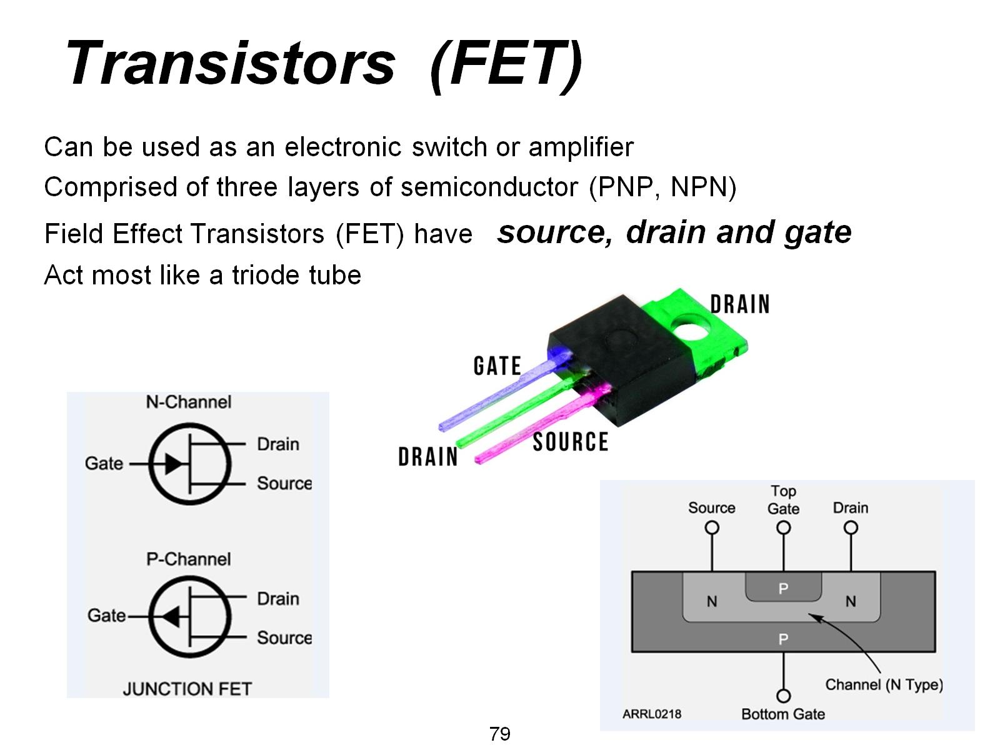 Transistors (FET)
Can be used as an electronic switch or amplifier
Comprised of three layers of semiconductor (PNP, NPN)
Field Effect Transistors (FET) have source, drain and gate
Act most like a triode tube
DRAIN
GATE
SOURCE
DRAIN
N-Channel
Drain
Gate
Source
P-Channel
Drain
Gate
Source
JUNCTION FET
Top
Source Gate Drain
P
N N
P
Channel (N Type)
ARRL0218 Bottom Gate
79